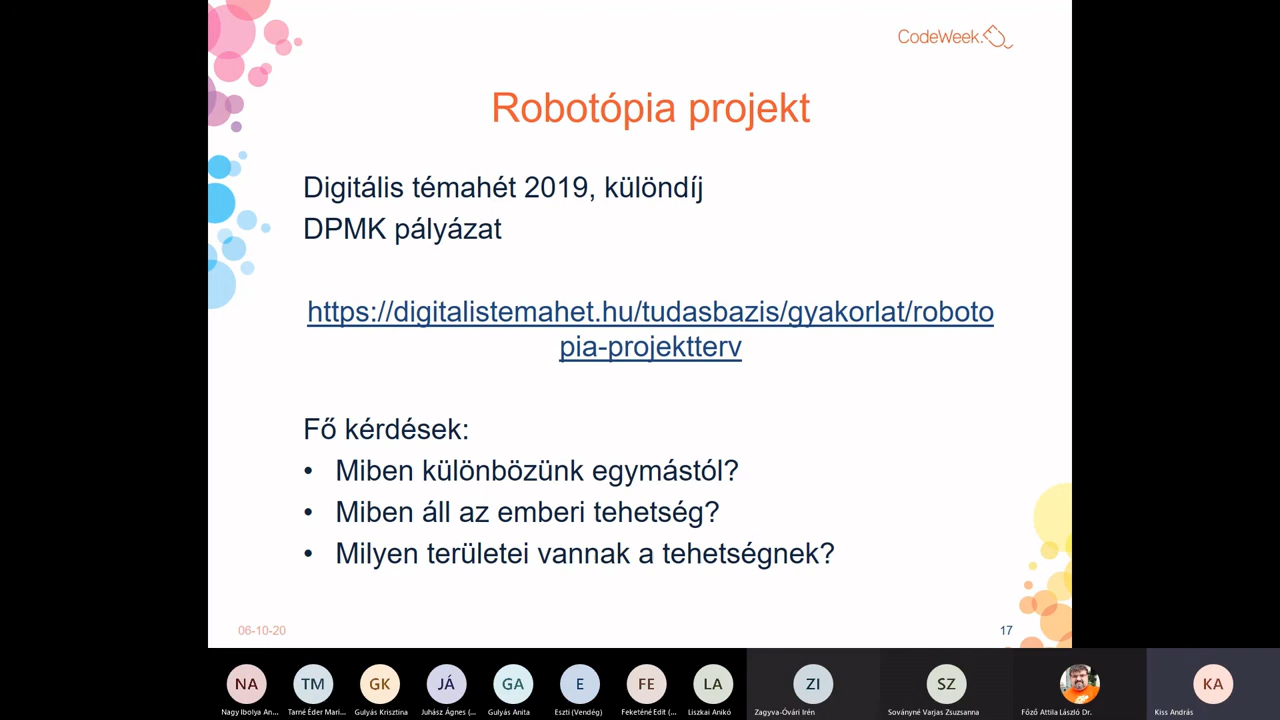 CodeWeek
Robotópia projekt
Digitális témahét 2019, különdíj
DPMK pályázat
https://digitalistemahet.hu/tudasbazis/gyakorlat/roboto
pia-projektterv
Fő kérdések:
• Miben különbözünk egymástól?
• Miben áll az emberi tehetség?
• Milyen területei vannak a tehetségnek?
06-10-20
17
NA TM GK JÁ GA E FE LA ZI SZ KA
Nagy Ibolya An... Tarné Éder Mari... Gulyás Krisztina Juhász Ágnes (... Gulyás Anita Eszti (Vendég) Feketéné Edit (... Liszkai Anikó Zagyva-Óvári Irén Soványné Varjas Zsuzsanna Főző Attila László Dr. Kiss András